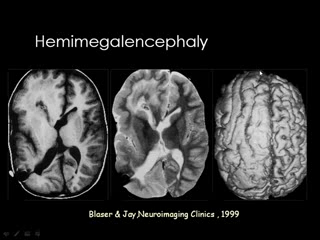 Hemimegalencephaly
Blaser & Jay,Neuroimaging Clinics , 1999